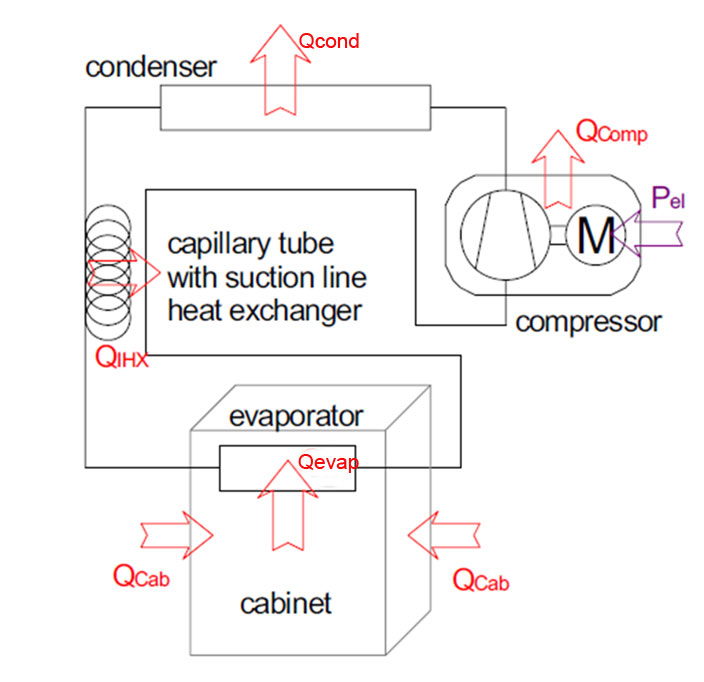 Qcond
condenser
QComp
Pel
M
capillary tube
with suction line
heat exchanger
compressor
QIHX
evaporator
Qevap
QCab
QCab
cabinet